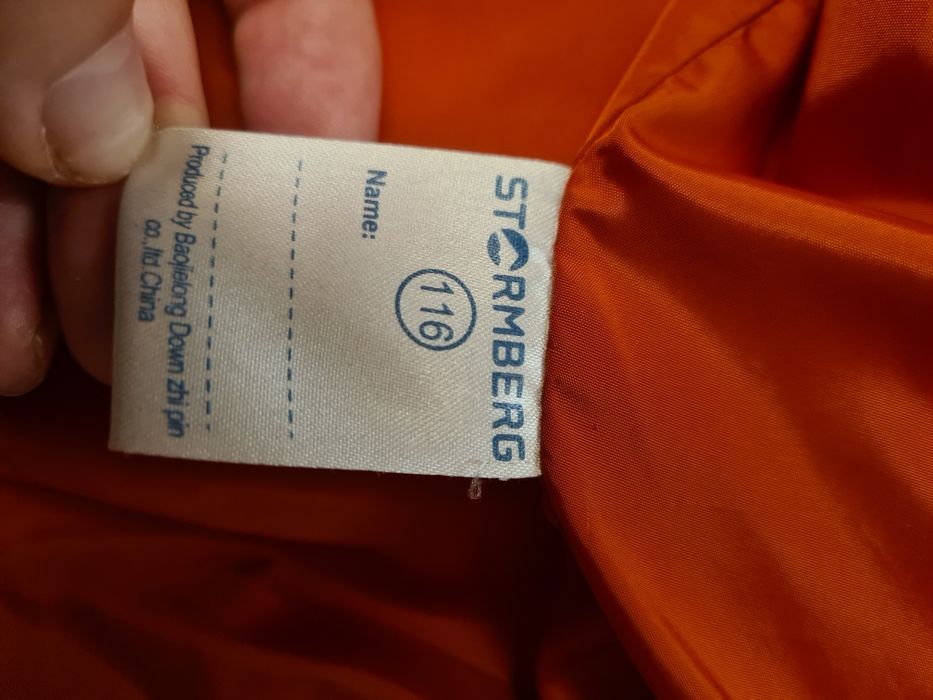 STORMBERG
116
Name:
Produced by Baojielong Down zhi pin
co.,ltd.China